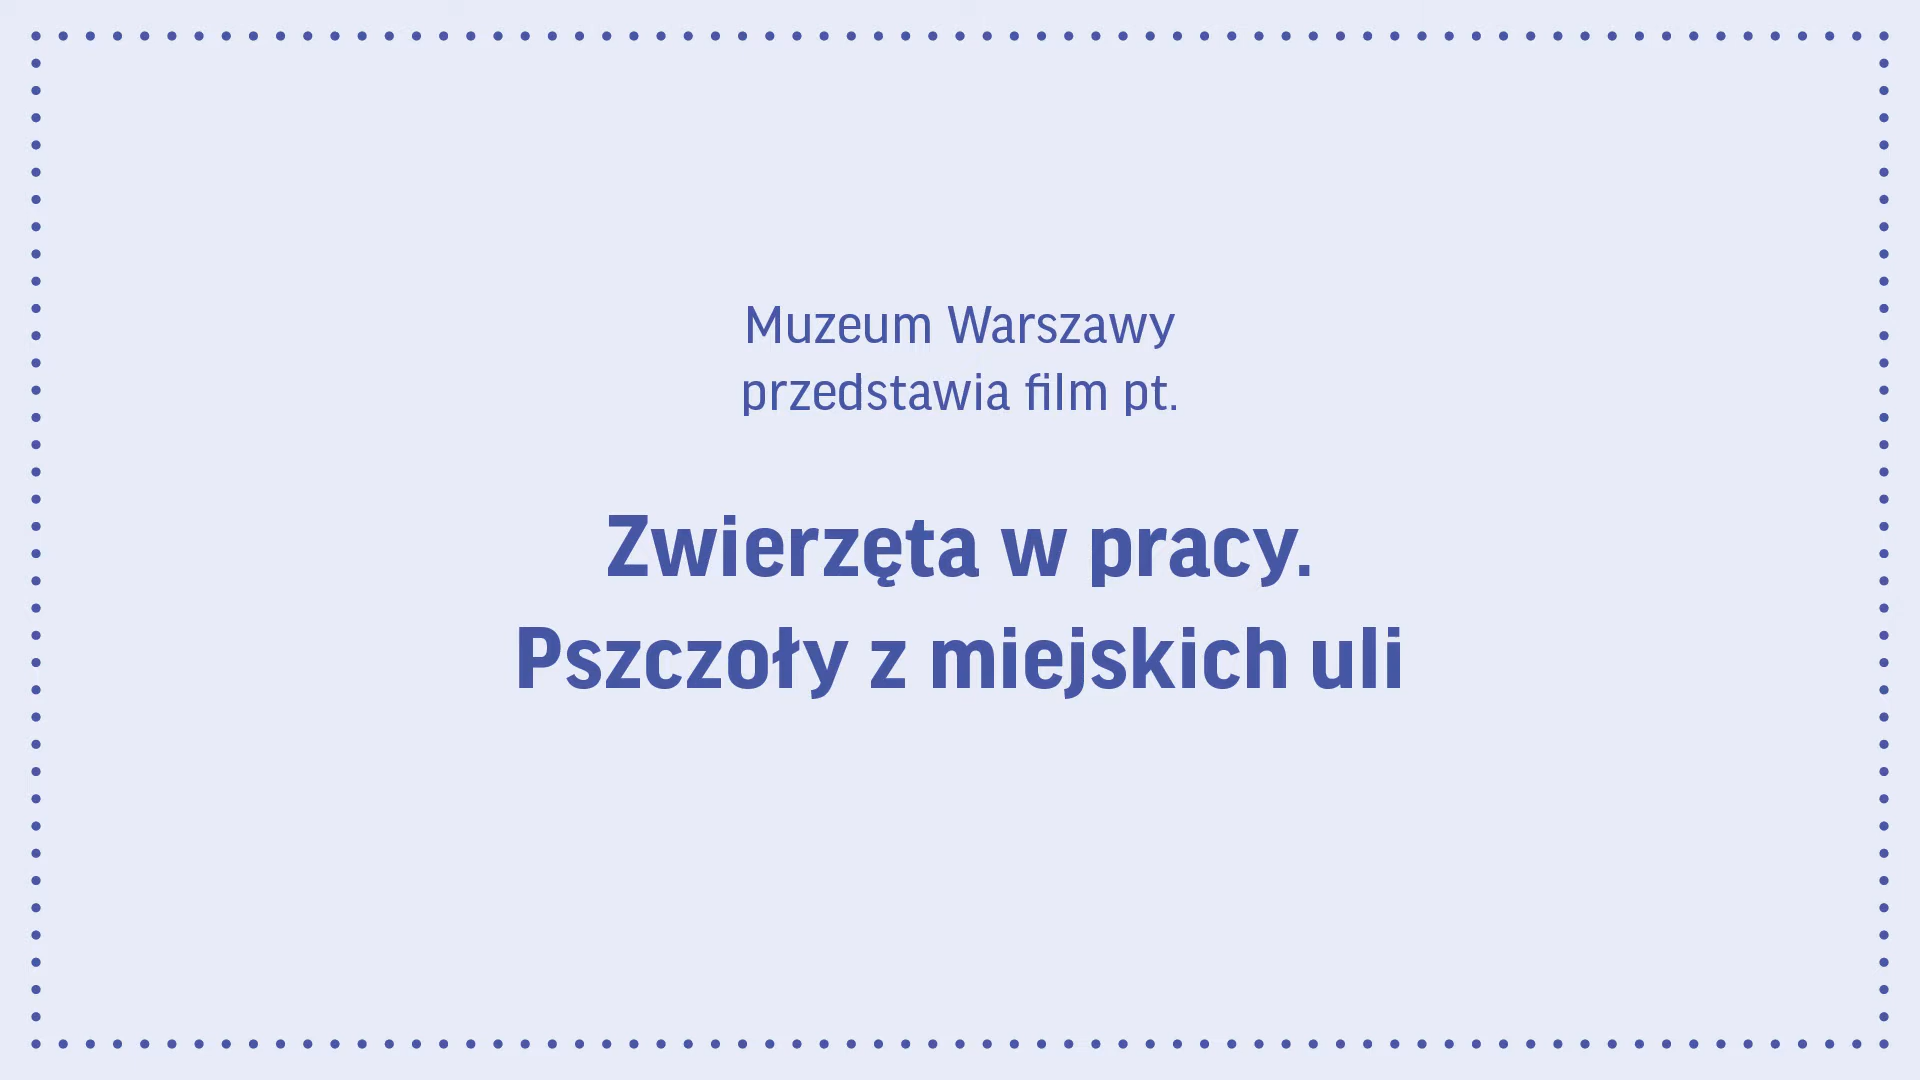 Muzeum Warszawy
przedstawia film pt.
Zwierzęta w pracy.
Pszczoły z miejskich uli